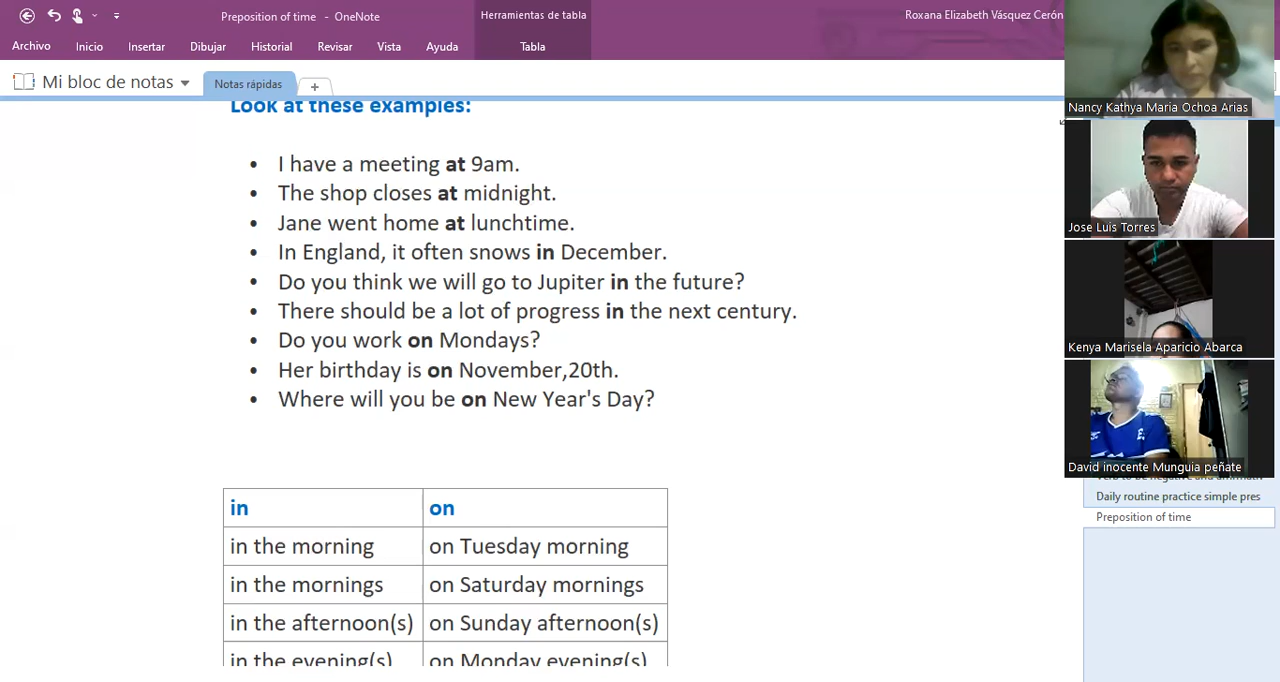 Preposition of time - OneNote
Herramientas de tabla
Roxana Elizabeth Vásquez Cerón
Archivo
Inicio
Insertar
Dibujar
Historial
Revisar
Vista
Ayuda
Tabla
Mi bloc de notas
Notas rápidas
+
Look at these examples:
• I have a meeting at 9am.
• The shop closes at midnight.
• Jane went home at lunchtime.
• In England, it often snows in December.
• Do you think we will go to Jupiter in the future?
• There should be a lot of progress in the next century.
• Do you work on Mondays?
• Her birthday is on November,20th.
• Where will you be on New Year's Day?
in on
in the morning on Tuesday morning
in the mornings on Saturday mornings
in the afternoon(s) on Sunday afternoon(s)
in the evening(s) on Monday evening(s)
Nancy Kathya Maria Ochoa Arias
Jose Luis Torres
Kenya Marisela Aparicio Abarca
David inocente Munguia peñate
Daily routine practice simple pres
Preposition of time